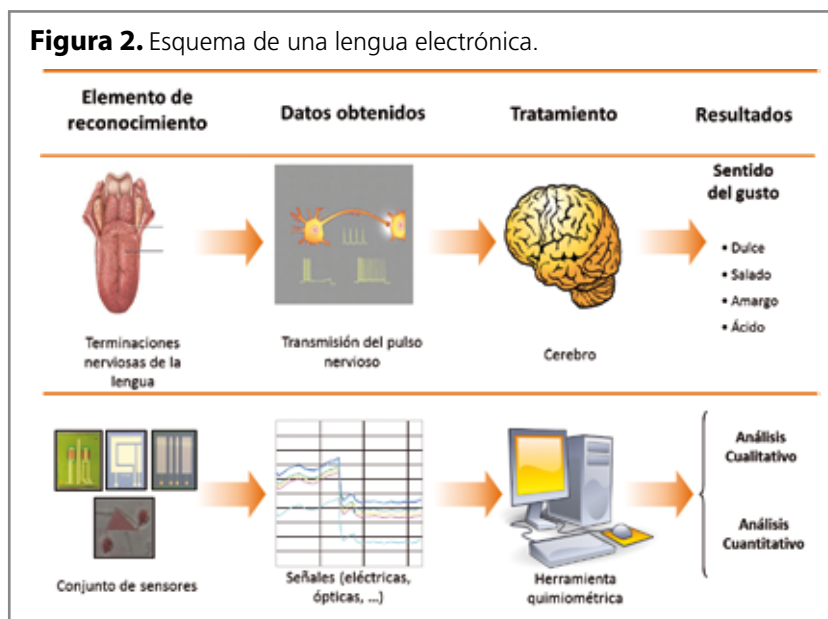 Figura 2. Esquema de una lengua electrónica.
Elemento de
reconocimiento
Datos obtenidos
Tratamiento
Resultados
Terminaciones
nerviosas de la
lengua
Transmisión del pulso
nervioso
Cerebro
Sentido
del gusto
• Dulce
• Salado
• Amargo
• Ácido
Conjunto de sensores
Señales (eléctricas,
ópticas, ...)
Herramienta
quimiométrica
Análisis
Cualitativo
Análisis
Cuantitativo